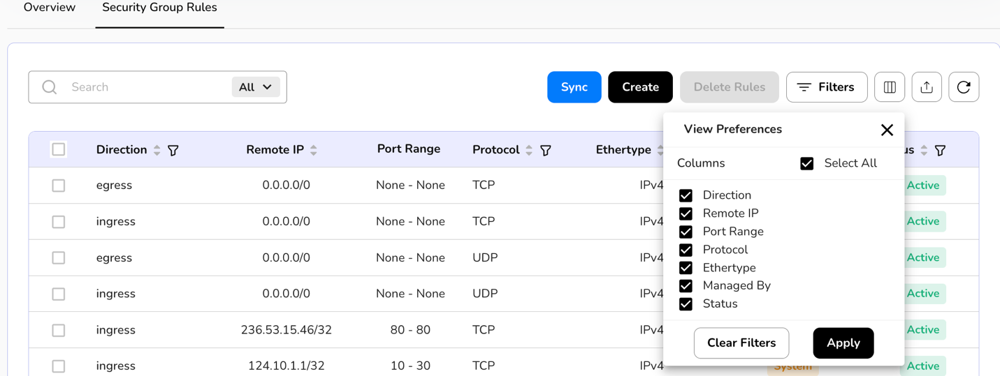 Overview Security Group Rules
Search All Sync Create Delete Rules Filters
View Preferences
Columns Select All
Direction
Remote IP
Port Range
Protocol
Ethertype
Managed By
Status
Clear Filters Apply
Direction Remote IP Port Range Protocol Ethertype us
egress 0.0.0.0/0 None - None TCP IPv4 Active
ingress 0.0.0.0/0 None - None TCP IPv4 Active
egress 0.0.0.0/0 None - None UDP IPv4 Active
ingress 0.0.0.0/0 None - None UDP IPv4 Active
ingress 236.53.15.46/32 80 - 80 TCP IPv4 Active
ingress 124.10.1.1/32 10 - 30 TCP IPv4 System Active